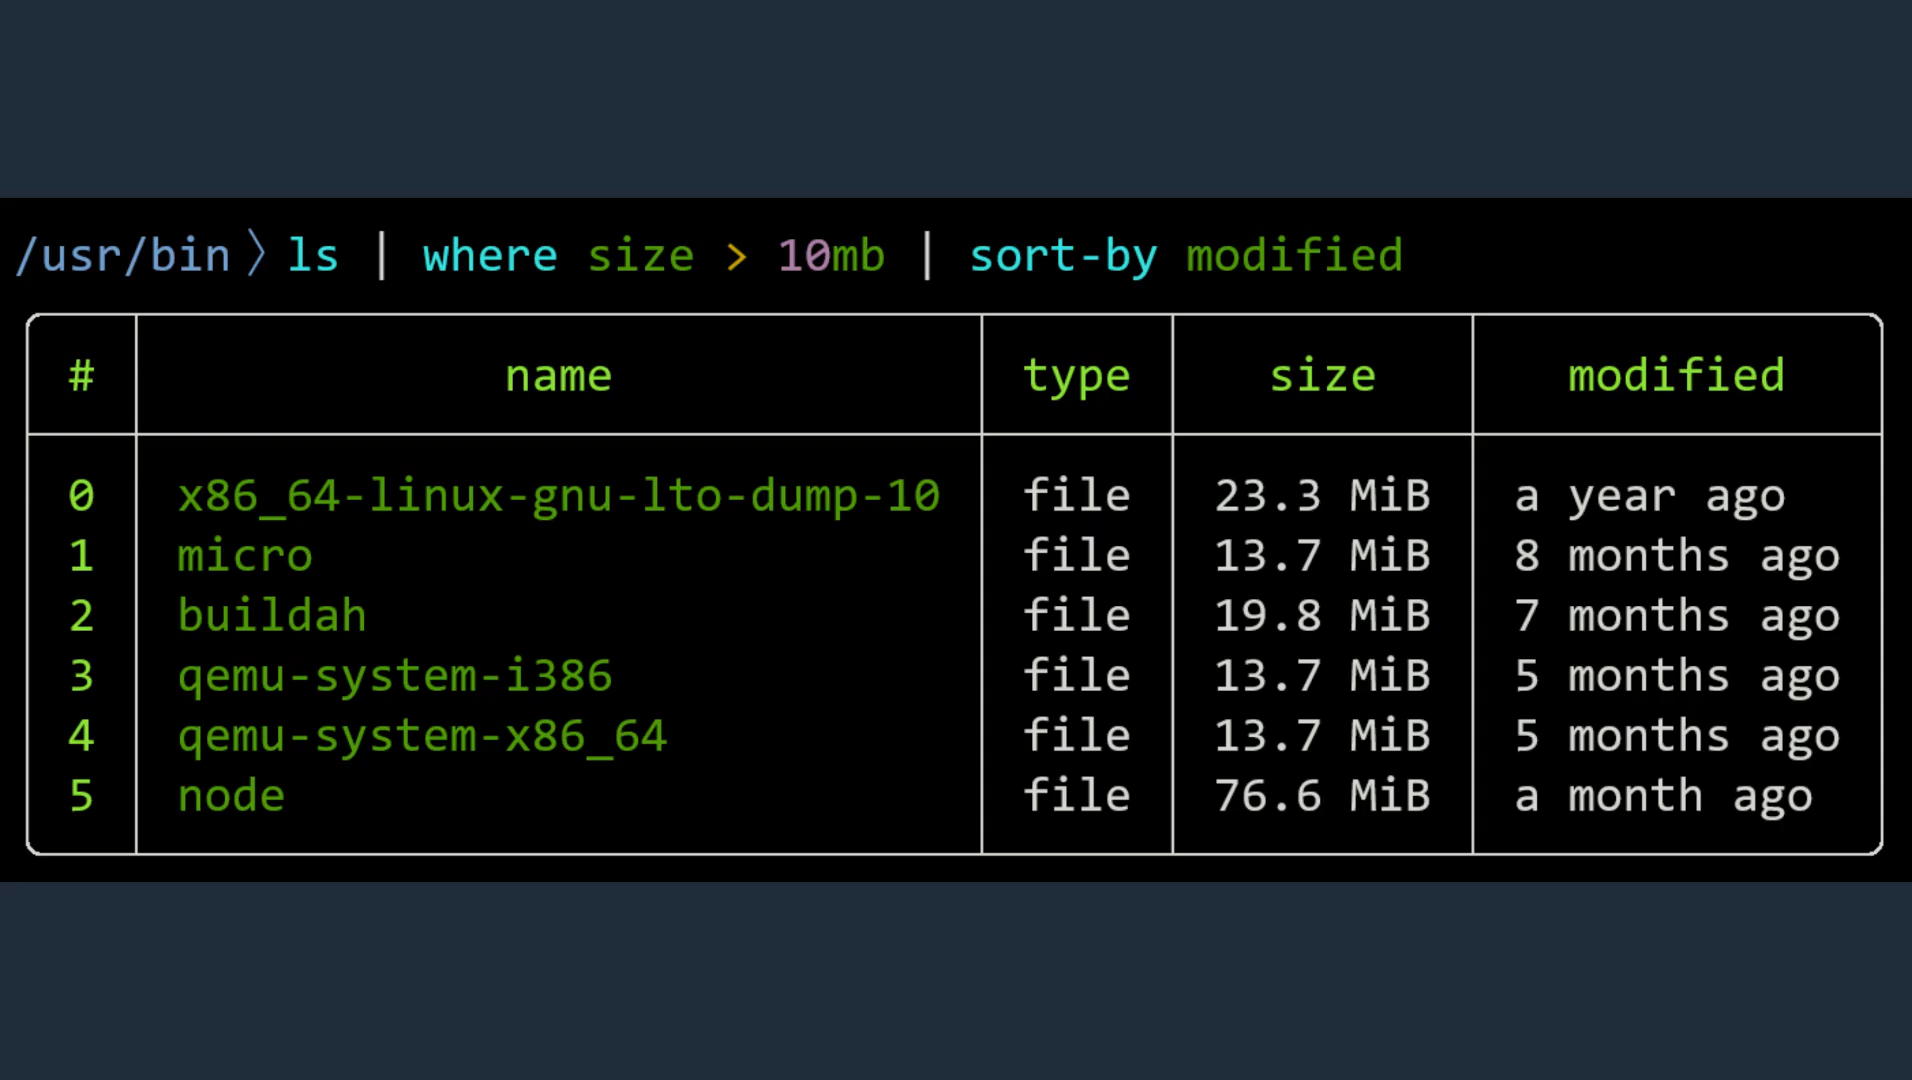 /usr/bin〉ls | where size > 10mb | sort-by modified
# name type size modified
0 x86_64-linux-gnu-lto-dump-10 file 23.3 MiB a year ago
1 micro file 13.7 MiB 8 months ago
2 buildah file 19.8 MiB 7 months ago
3 qemu-system-i386 file 13.7 MiB 5 months ago
4 qemu-system-x86_64 file 13.7 MiB 5 months ago
5 node file 76.6 MiB a month ago